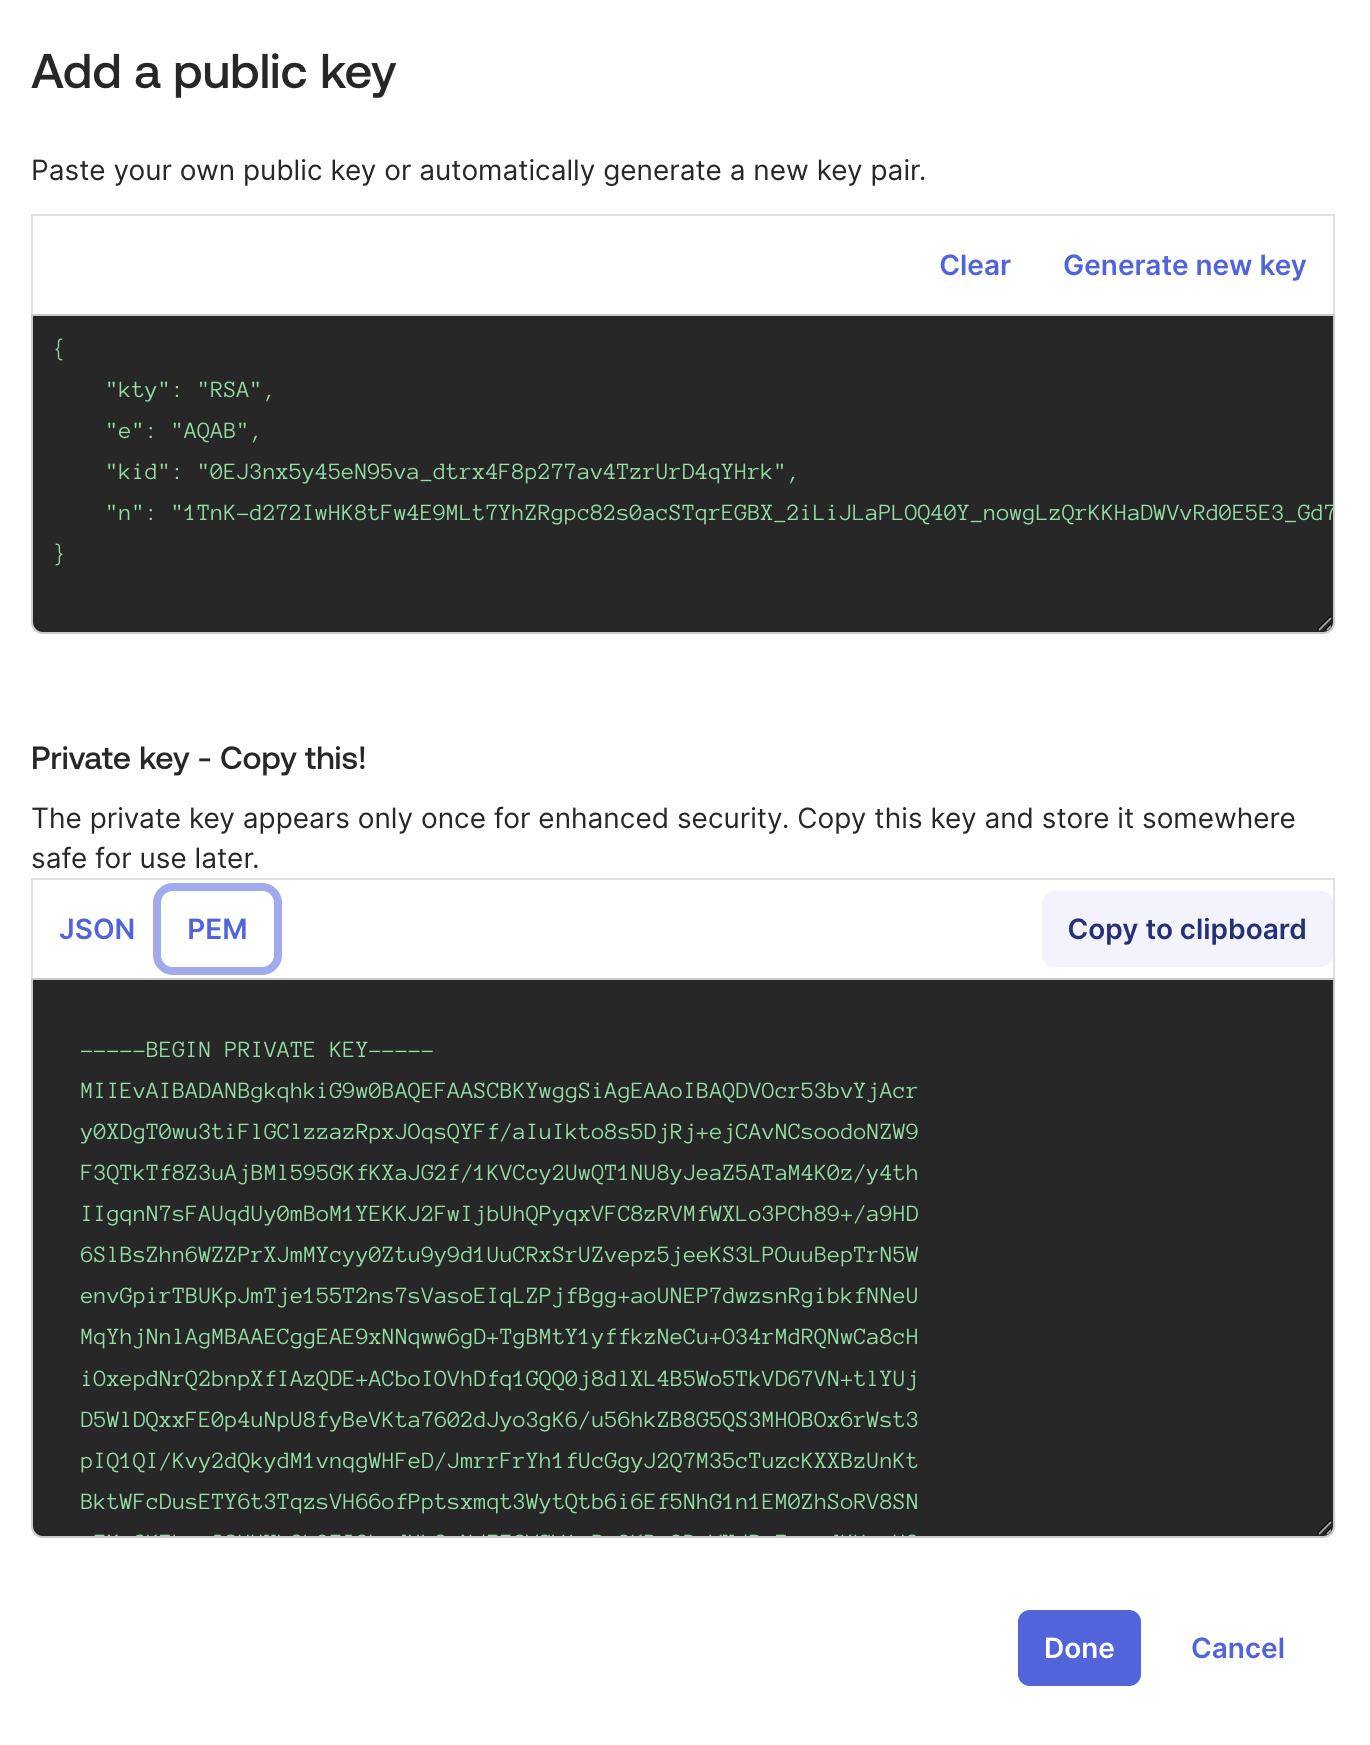 Add a public key
Paste your own public key or automatically generate a new key pair.
Clear Generate new key
{
"kty": "RSA",
"e": "AQAB",
"kid": "0EJ3nx5y45eN95va_dtrx4F8p277av4TzrUrD4qYHrk",
"n": "1TnK-d272IwHK8tFw4E9MLt7YhZRgpc82s0acSTqrEGBX_2iLiJLaPLOQ40Y_nowgLzQrKKHaDWVvRd0E5E3_Gd7
}
Private key - Copy this!
The private key appears only once for enhanced security. Copy this key and store it somewhere
safe for use later.
JSON PEM Copy to clipboard
-----BEGIN PRIVATE KEY-----
MIIEvAIBADANBgkqhkiG9w0BAQEFAASCBKYwggSiAgEAAoIBAQDVOcr53bvYjAcr
y0XDgT0wu3tiFlGClzzazRpxJOqsQYFf/aIuIkto8s5DjRj+ejCAvNCsoodoNZW9
F3QTkTf8Z3uAjBMl595GKfKXaJG2f/1KVCcy2UwQT1NU8yJeaZ5ATaM4K0z/y4th
IIgqnN7sFAUqdUy0mBoM1YEKKJ2FwIjbUhQPyqxVFC8zRVMfWXLo3PCh89+/a9HD
6SlBsZhn6WZZPrXJmMYcyy0Ztu9y9d1UuCRxSrUZvepz5jeeKS3LPOuuBepTrN5W
envGpirTBUKpJmTje155T2ns7sVasoEIqLZPjfBgg+aoUNEP7dwzsnRgibkfNNeU
MqYhjNnlAgMBAAECggEAE9xNNqww6gD+TgBMtY1yffkzNeCu+O34rMdRQNwCa8cH
iOxepdNrQ2bnpXfIAzQDE+ACboIOVhDfq1GQQ0j8dlXL4B5Wo5TkVD67VN+tlYUj
D5WlDQxxFE0p4uNpU8fyBeVKta7602dJyo3gK6/u56hkZB8G5QS3MHOBOx6rWst3
pIQ1QI/Kvy2dQkydM1vnqgWHFeD/JmrrFrYh1fUcGgyJ2Q7M35cTuzcKXXBzUnKt
BktWFcDusETY6t3TqzsVH66ofPptsxmqt3WytQtb6i6Ef5NhG1n1EM0ZhSoRV8SN
Done Cancel